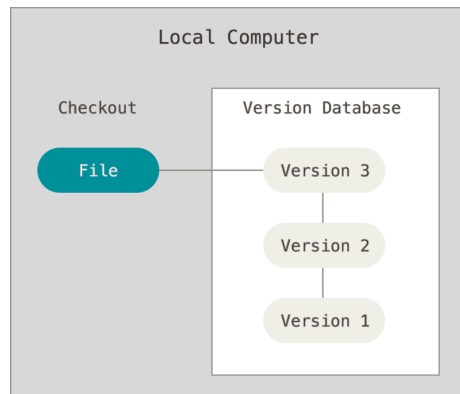 Local Computer
Checkout
Version Database
File
Version 3
Version 2
Version 1